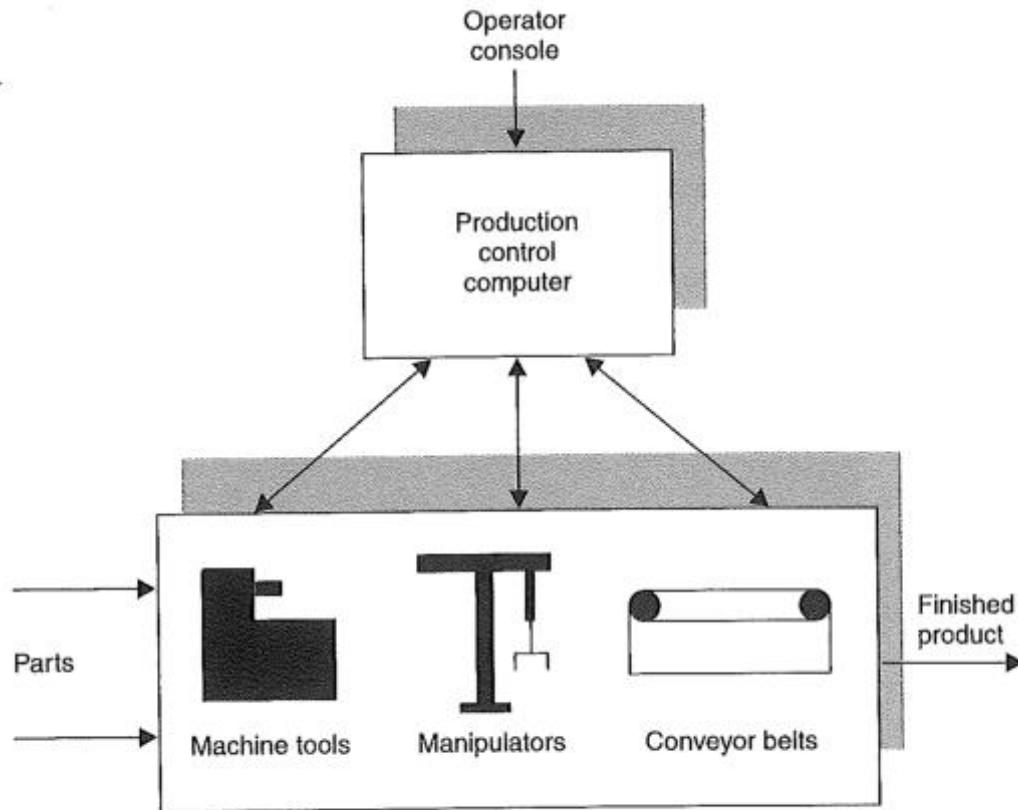 Operator
console
Production
control
computer
Parts
Machine tools
Manipulators
Conveyor belts
Finished
product